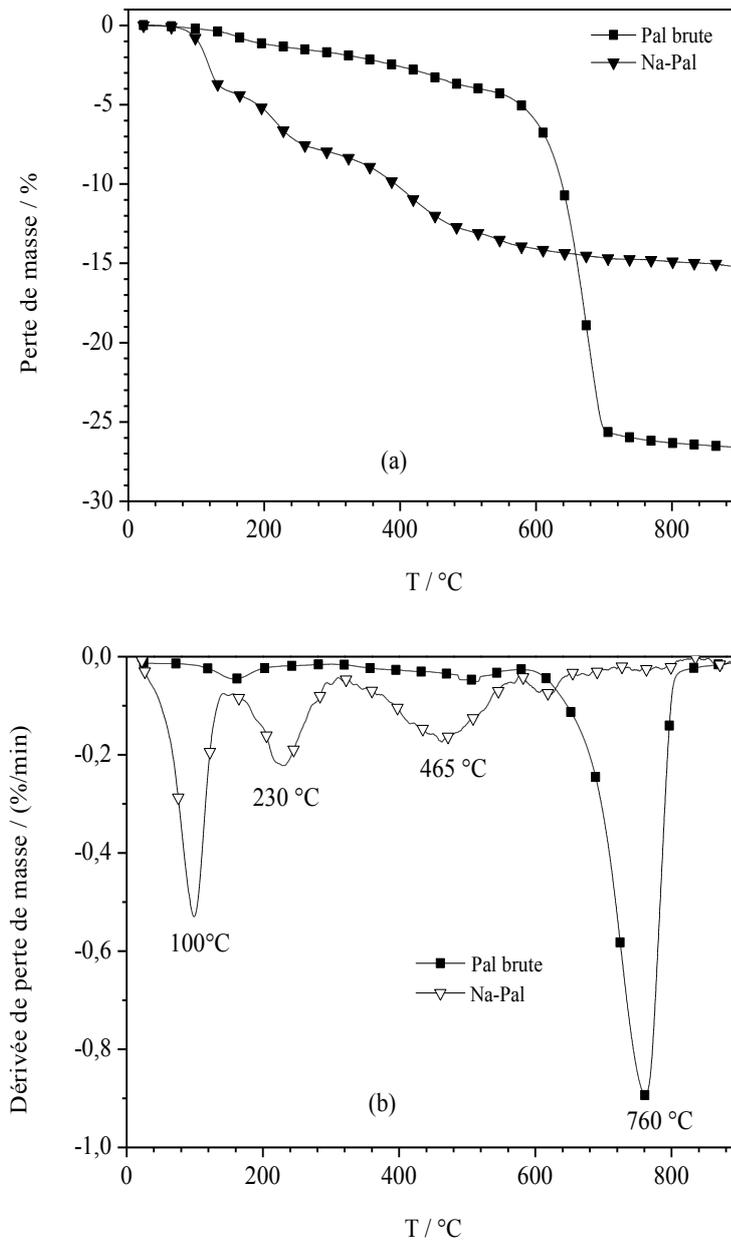 0
-5
-10
-15
-20
-25
-30
Perte de masse / %
Pal brute
Na-Pal
(a)
0 200 400 600 800
T / °C
0,0
-0,2
-0,4
-0,6
-0,8
-1,0
Dérivée de perte de masse / (%/min)
100°C
230 °C
465 °C
760 °C
Pal brute
Na-Pal
(b)
0 200 400 600 800
T / °C